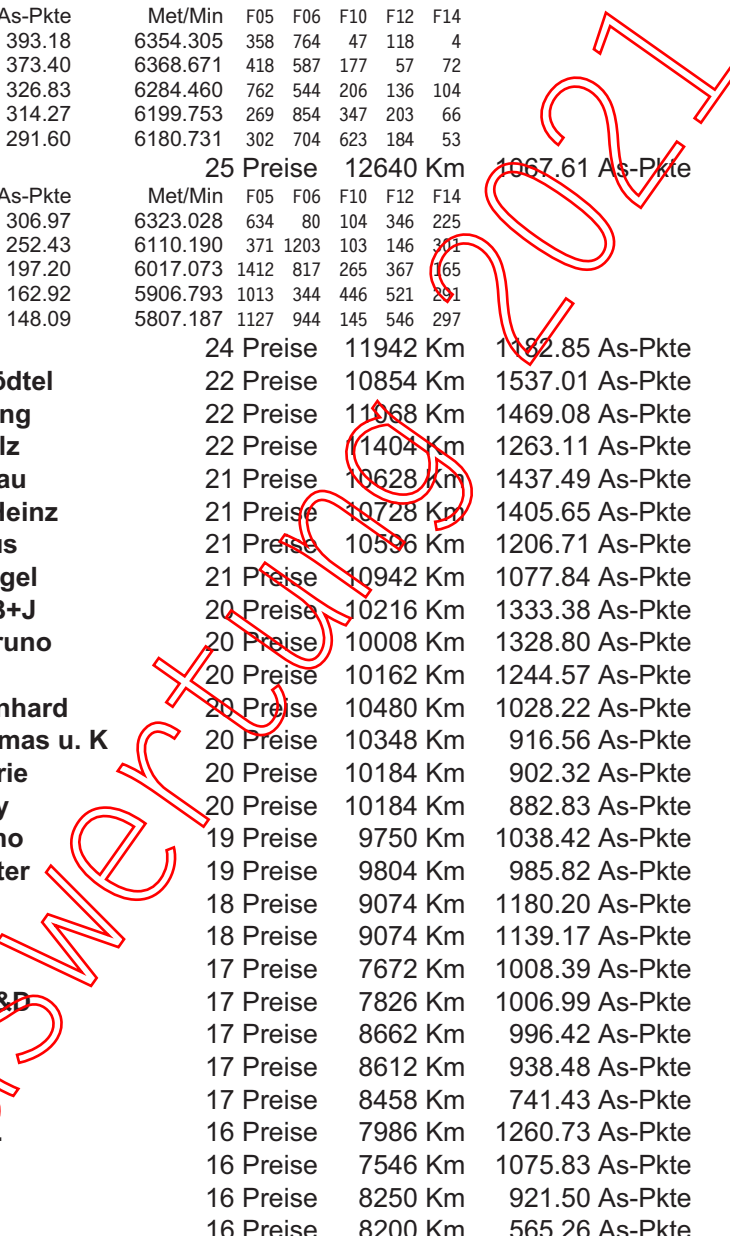 As-Pkte Met/Min F05 F06 F10 F12 F14
393.18 6354.305 358 764 47 118 4
373.40 6368.671 418 587 177 57 72
326.83 6284.460 762 544 206 136 104
314.27 6199.753 269 854 347 203 66
291.60 6180.731 302 704 623 184 53
25 Preise 12640 Km 1067.61 As-Pkte
As-Pkte Met/Min F05 F06 F10 F12 F14
306.97 6323.028 634 80 104 346 225
252.43 6110.190 371 1203 103 146 301
197.20 6017.073 1412 817 265 367 165
162.92 5906.793 1013 344 446 521 291
148.09 5807.187 1127 944 145 546 297
24 Preise 11942 Km 1182.85 As-Pkte
ödtel 22 Preise 10854 Km 1537.01 As-Pkte
ng 22 Preise 11068 Km 1469.08 As-Pkte
lz 22 Preise 11404 Km 1263.11 As-Pkte
au 21 Preise 10628 Km 1437.49 As-Pkte
Heinz 21 Preise 10728 Km 1405.65 As-Pkte
us 21 Preise 10596 Km 1206.71 As-Pkte
gel 21 Preise 10942 Km 1077.84 As-Pkte
B+J 20 Preise 10216 Km 1333.38 As-Pkte
runo 20 Preise 10008 Km 1328.80 As-Pkte
20 Preise 10162 Km 1244.57 As-Pkte
nhard 20 Preise 10480 Km 1028.22 As-Pkte
mas u. K 20 Preise 10348 Km 916.56 As-Pkte
rie 20 Preise 10184 Km 902.32 As-Pkte
y 20 Preise 10184 Km 882.83 As-Pkte
no 19 Preise 9750 Km 1038.42 As-Pkte
ter 19 Preise 9804 Km 985.82 As-Pkte
18 Preise 9074 Km 1180.20 As-Pkte
18 Preise 9074 Km 1139.17 As-Pkte
17 Preise 7672 Km 1008.39 As-Pkte
&D 17 Preise 7826 Km 1006.99 As-Pkte
17 Preise 8662 Km 996.42 As-Pkte
17 Preise 8612 Km 938.48 As-Pkte
17 Preise 8458 Km 741.43 As-Pkte
. 16 Preise 7986 Km 1260.73 As-Pkte
16 Preise 7546 Km 1075.83 As-Pkte
16 Preise 8250 Km 921.50 As-Pkte
16 Preise 8200 Km 565.26 As-Pkte
rswertung 2021